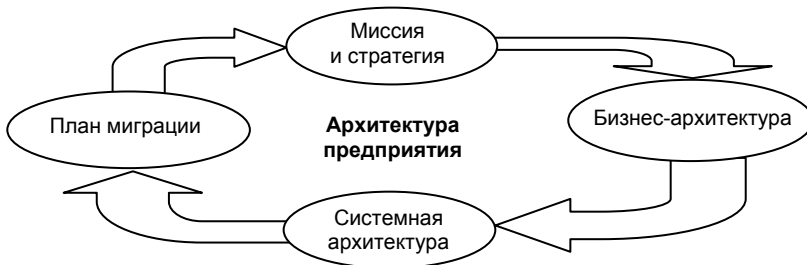 Миссия
и стратегия
План миграции
Архитектура
предприятия
Бизнес-архитектура
Системная
архитектура